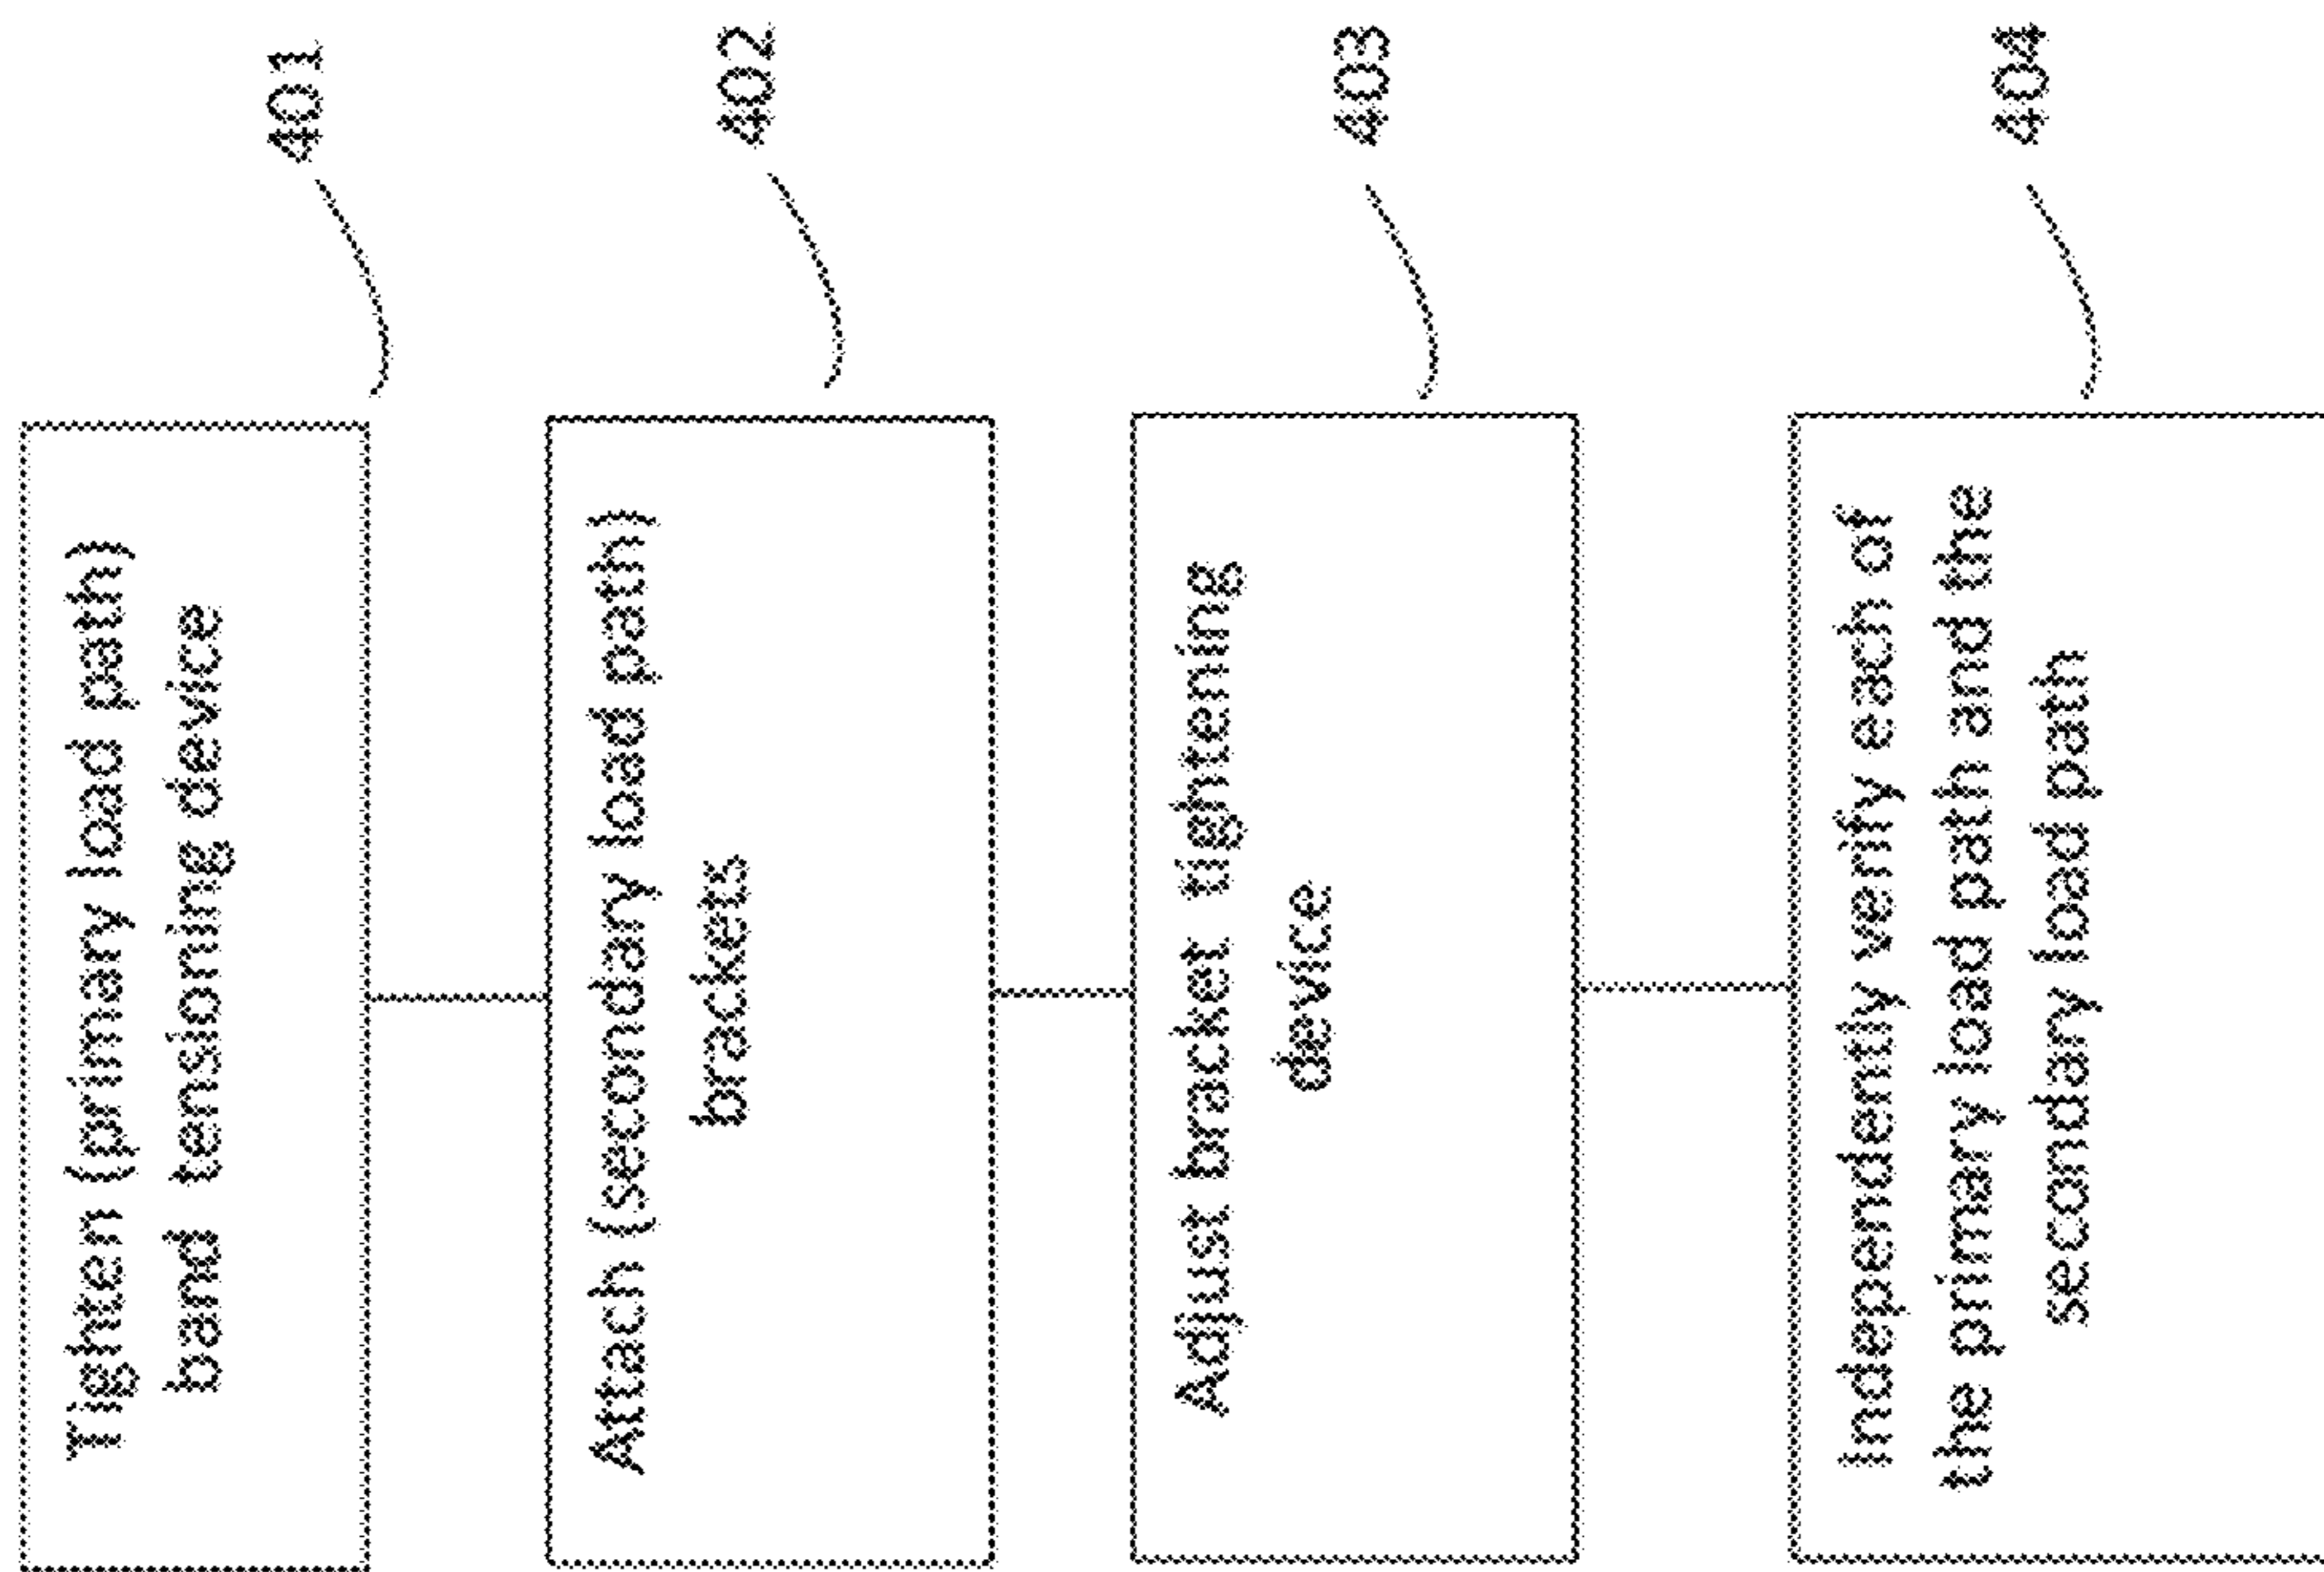 Tighten (primary load path)
band tensioning device
401
Attach (secondary load path)
brackets
402
Adjust bracket tightening
device
403
Independently verify each of
the primary load path and the
secondary load path
404